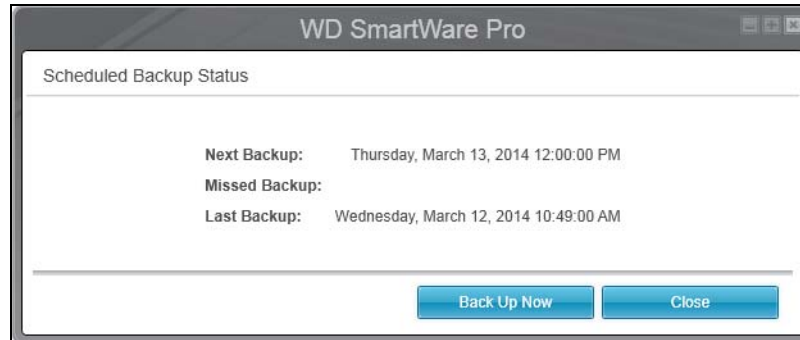 WD SmartWare Pro
Scheduled Backup Status
Next Backup: Thursday, March 13, 2014 12:00:00 PM
Missed Backup:
Last Backup: Wednesday, March 12, 2014 10:49:00 AM
Back Up Now Close